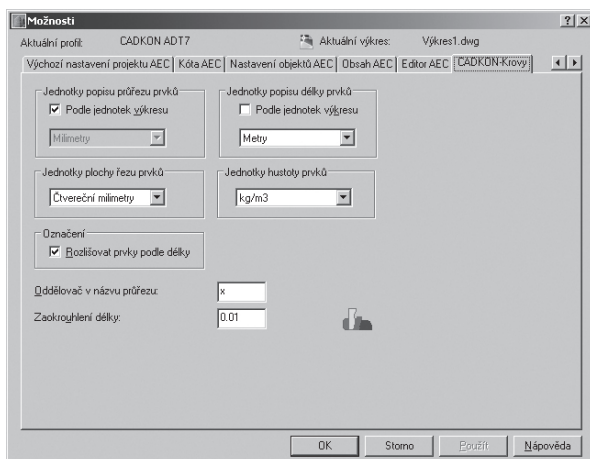 Možnosti
Aktuální profil: CADKON ADT7 Aktuální výkres: Výkres1.dwg
Výchozí nastavení projektu AEC Kóta AEC Nastavení objektů AEC Obsah AEC Editor AEC CADKON-Krovy
Jednotky popisu průřezu prvků Jednotky popisu délky prvků
Podle jednotek výkresu Podle jednotek výkresu
Milimetry Metry
Jednotky plochy řezu prvků Jednotky hustoty prvků
Čtvereční milimetry kg/m3
Označení
Rozlišovat prvky podle délky
Oddělovač v názvu průřezu: x
Zaokrouhlení délky: 0.01
OK Storno Použít Nápověda